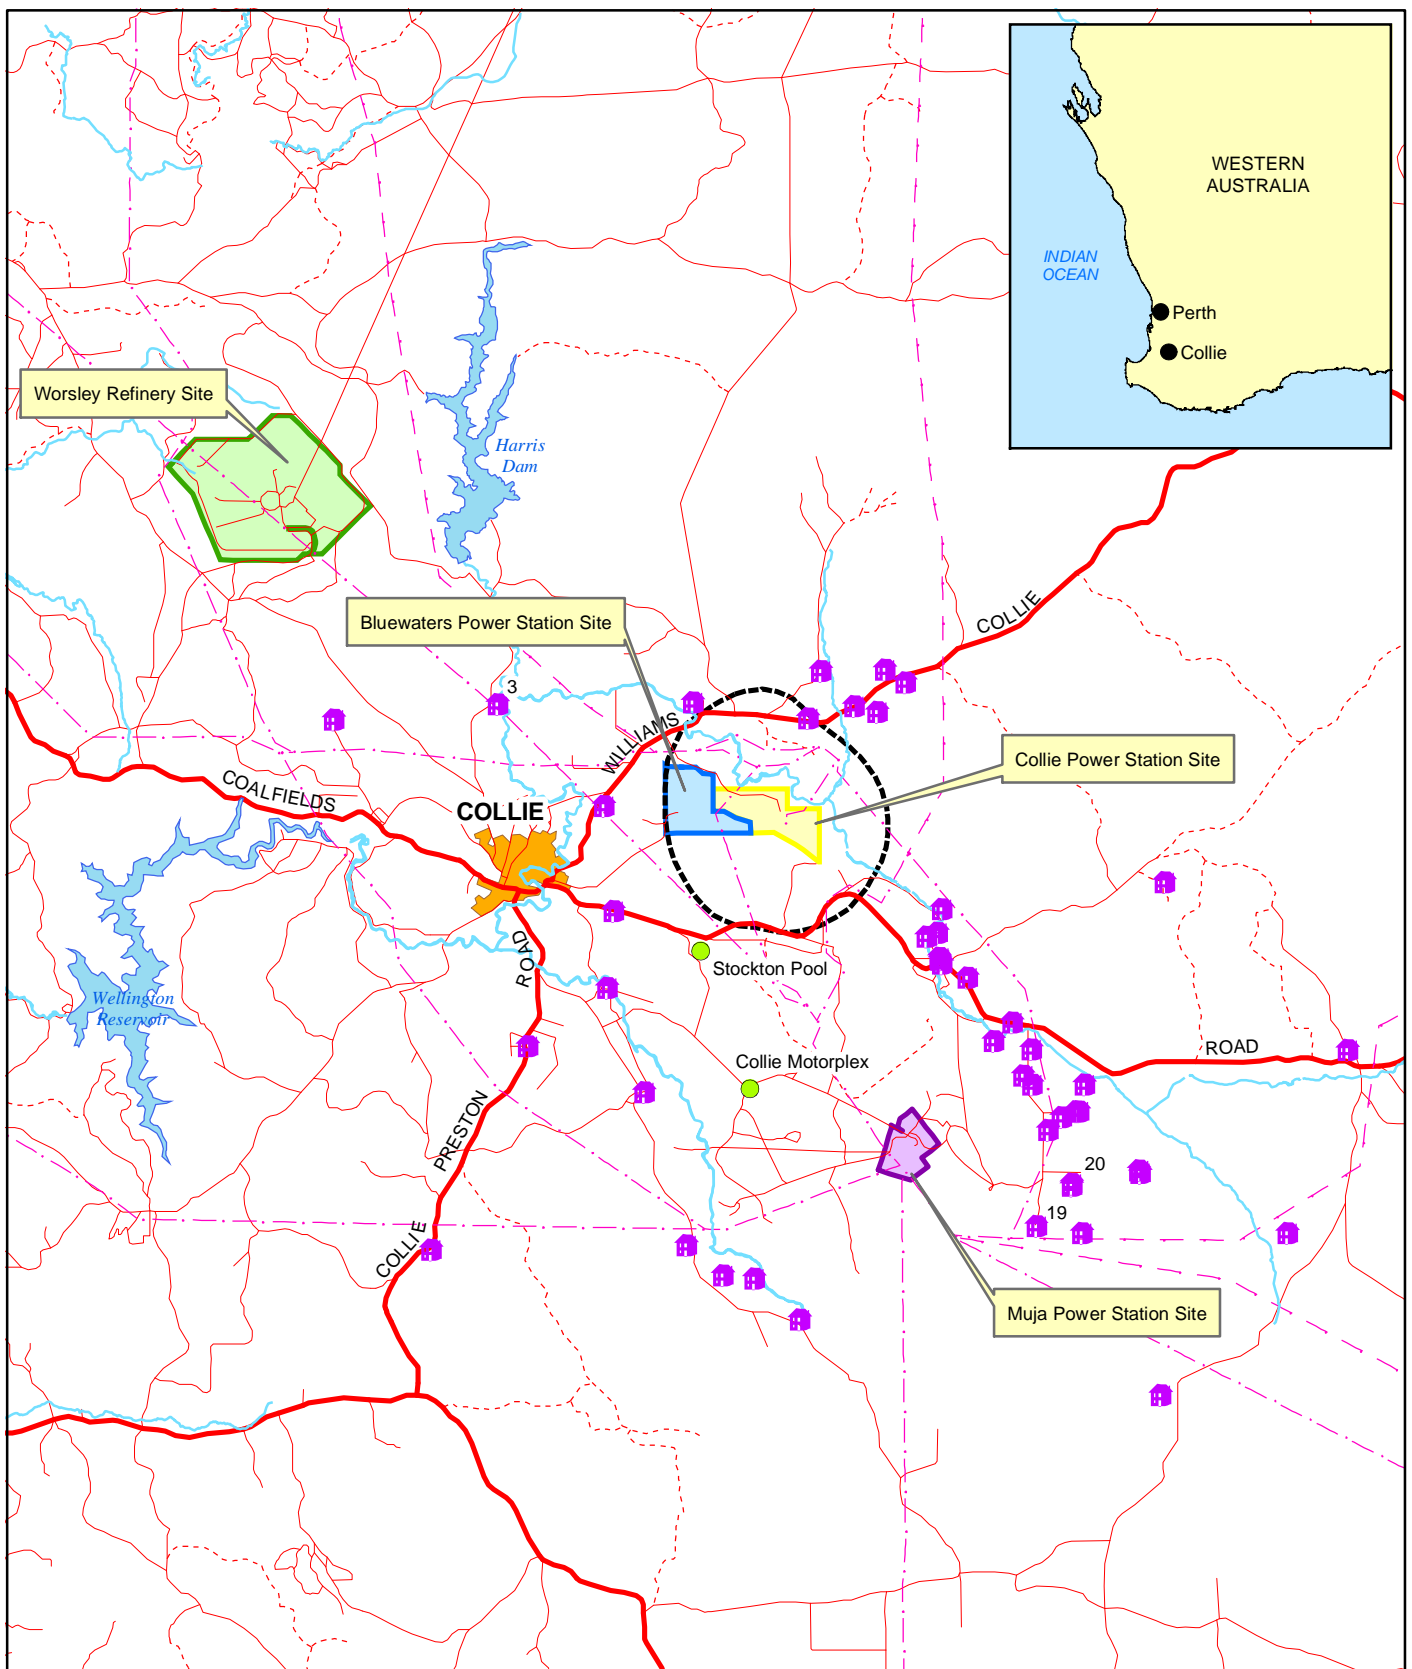 WESTERN
AUSTRALIA
INDIAN
OCEAN
Perth
Collie
Worsley Refinery Site
Harris
Dam
Bluewaters Power Station Site
COLLIE
3
WILLIAMS
Collie Power Station Site
COALFIELDS
COLLIE
ROAD
Stockton Pool
Wellington
Reservoir
ROAD
Collie Motorplex
PRESTON
20
19
COLLIE
Muja Power Station Site